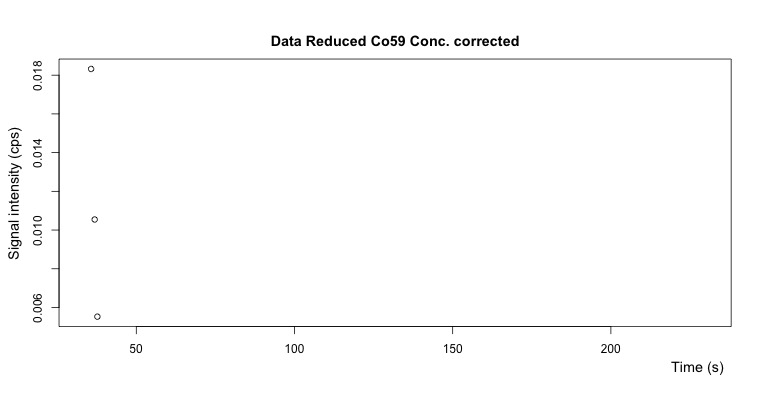 Data Reduced Co59 Conc. corrected
Signal intensity (cps)
0.018
0.014
0.010
0.006
50 100 150 200
Time (s)